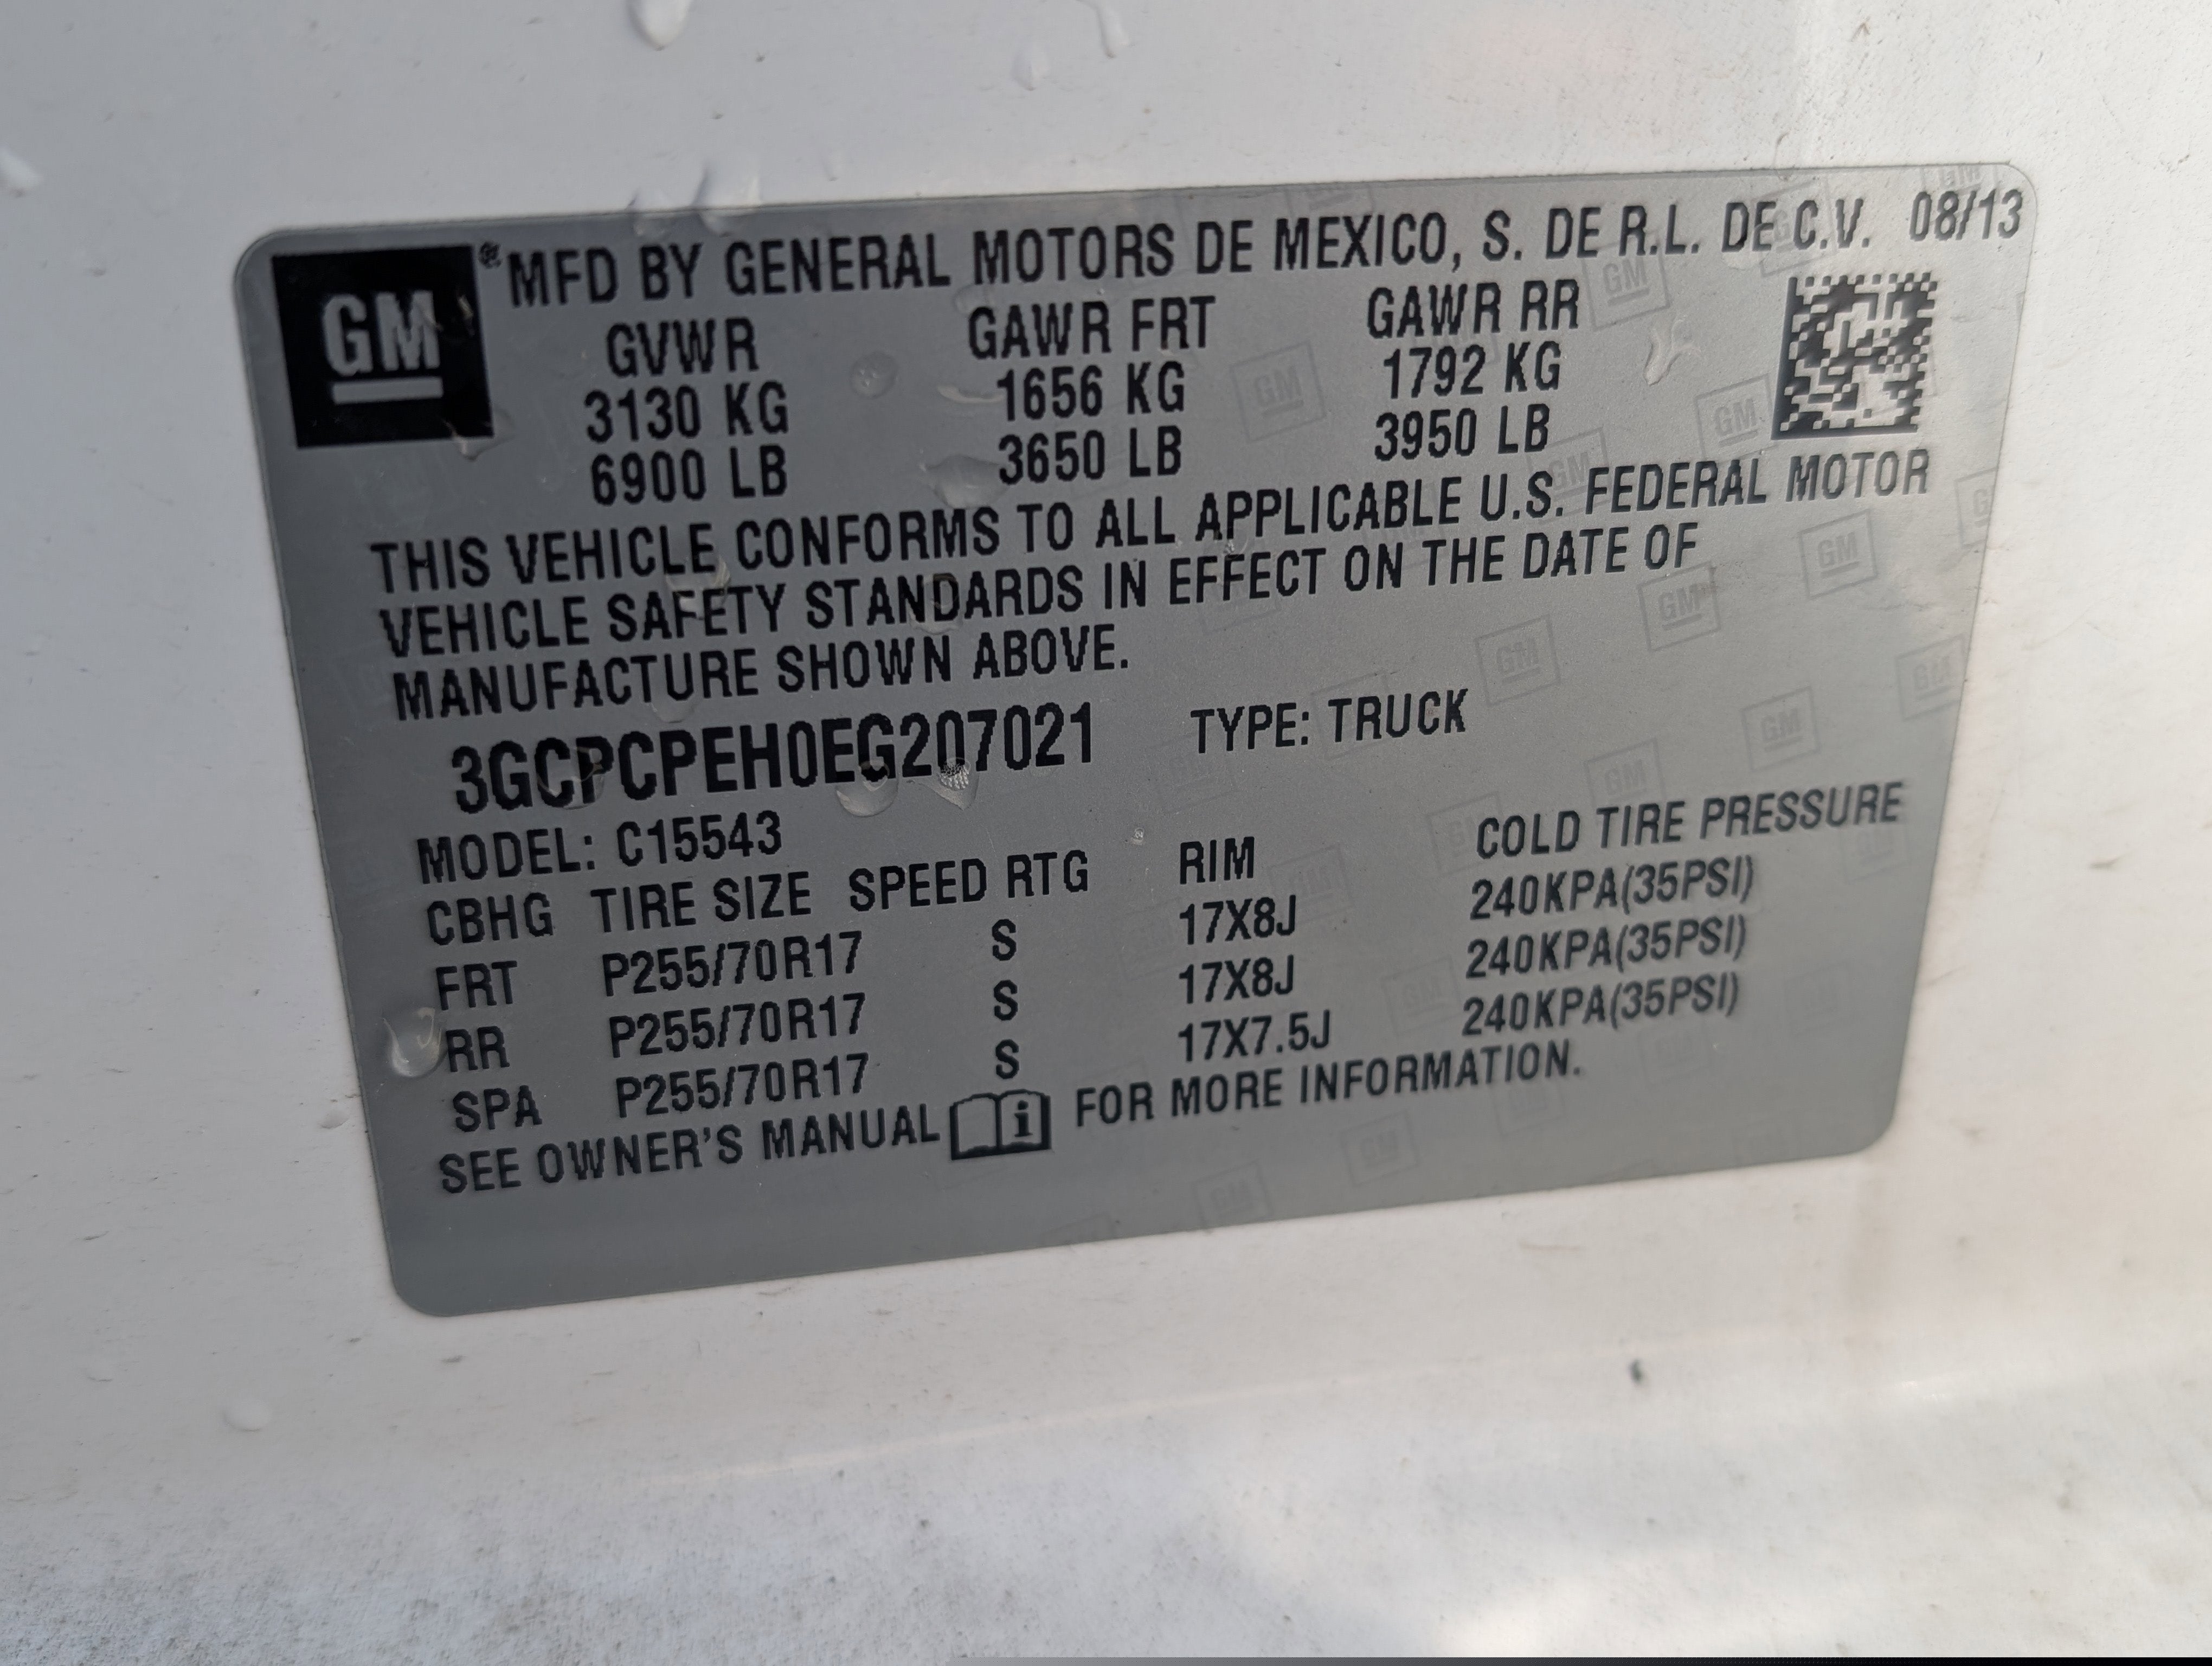 GM ® MFD BY GENERAL MOTORS DE MEXICO, S. DE R.L. DE C.V. 08/13
GVWR GAWR FRT GAWR RR
3130 KG 1656 KG 1792 KG
6900 LB 3650 LB 3950 LB
THIS VEHICLE CONFORMS TO ALL APPLICABLE U.S. FEDERAL MOTOR
VEHICLE SAFETY STANDARDS IN EFFECT ON THE DATE OF
MANUFACTURE SHOWN ABOVE.
3GCPCPEH0EG207021 TYPE: TRUCK
MODEL: C15543
CBHG TIRE SIZE SPEED RTG RIM COLD TIRE PRESSURE
FRT P255/70R17 S 17X8J 240KPA(35PSI)
RR P255/70R17 S 17X8J 240KPA(35PSI)
SPA P255/70R17 S 17X7.5J 240KPA(35PSI)
SEE OWNER'S MANUAL i FOR MORE INFORMATION.